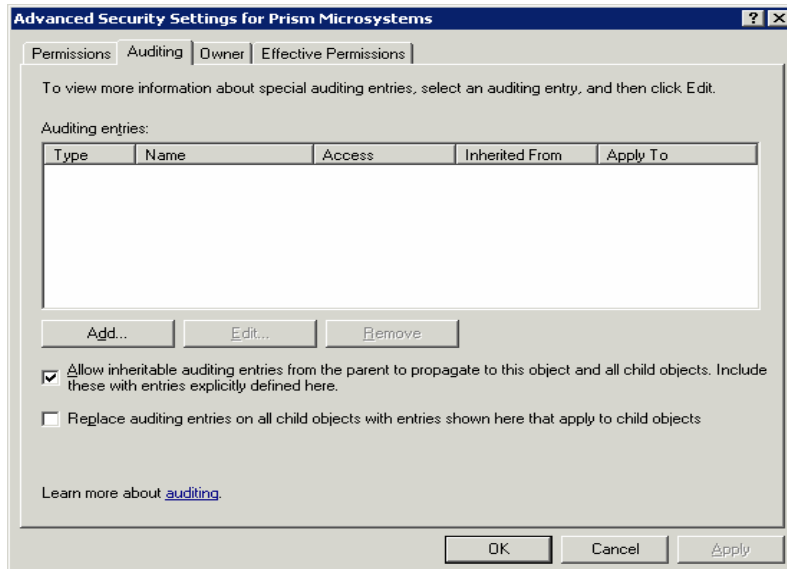 Advanced Security Settings for Prism Microsystems
Permissions Auditing Owner Effective Permissions
To view more information about special auditing entries, select an auditing entry, and then click Edit.
Auditing entries:
Type Name Access Inherited From Apply To
Add... Edit... Remove
Allow inheritable auditing entries from the parent to propagate to this object and all child objects. Include
these with entries explicitly defined here.
Replace auditing entries on all child objects with entries shown here that apply to child objects
Learn more about auditing.
OK Cancel Apply